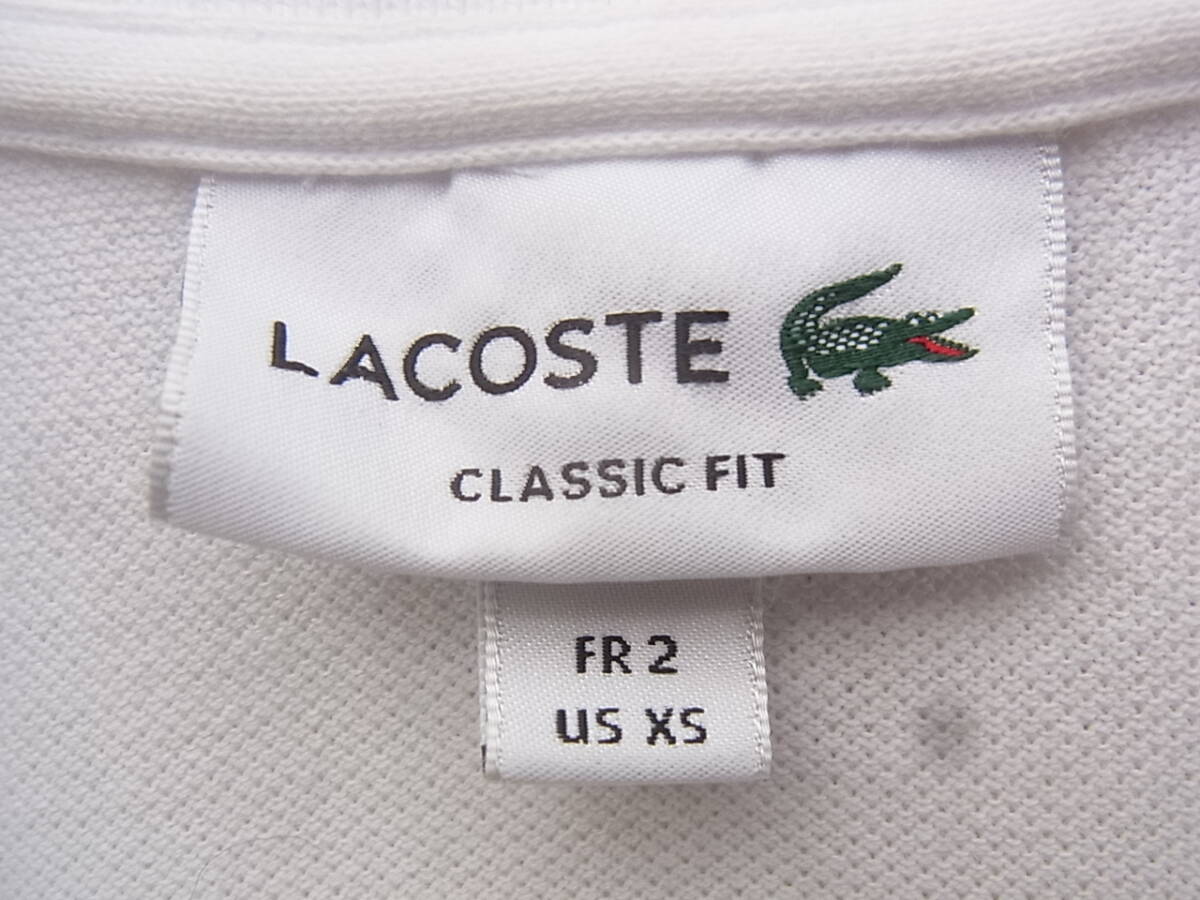 LACOSTE
CLASSIC FIT
FR 2
US XS